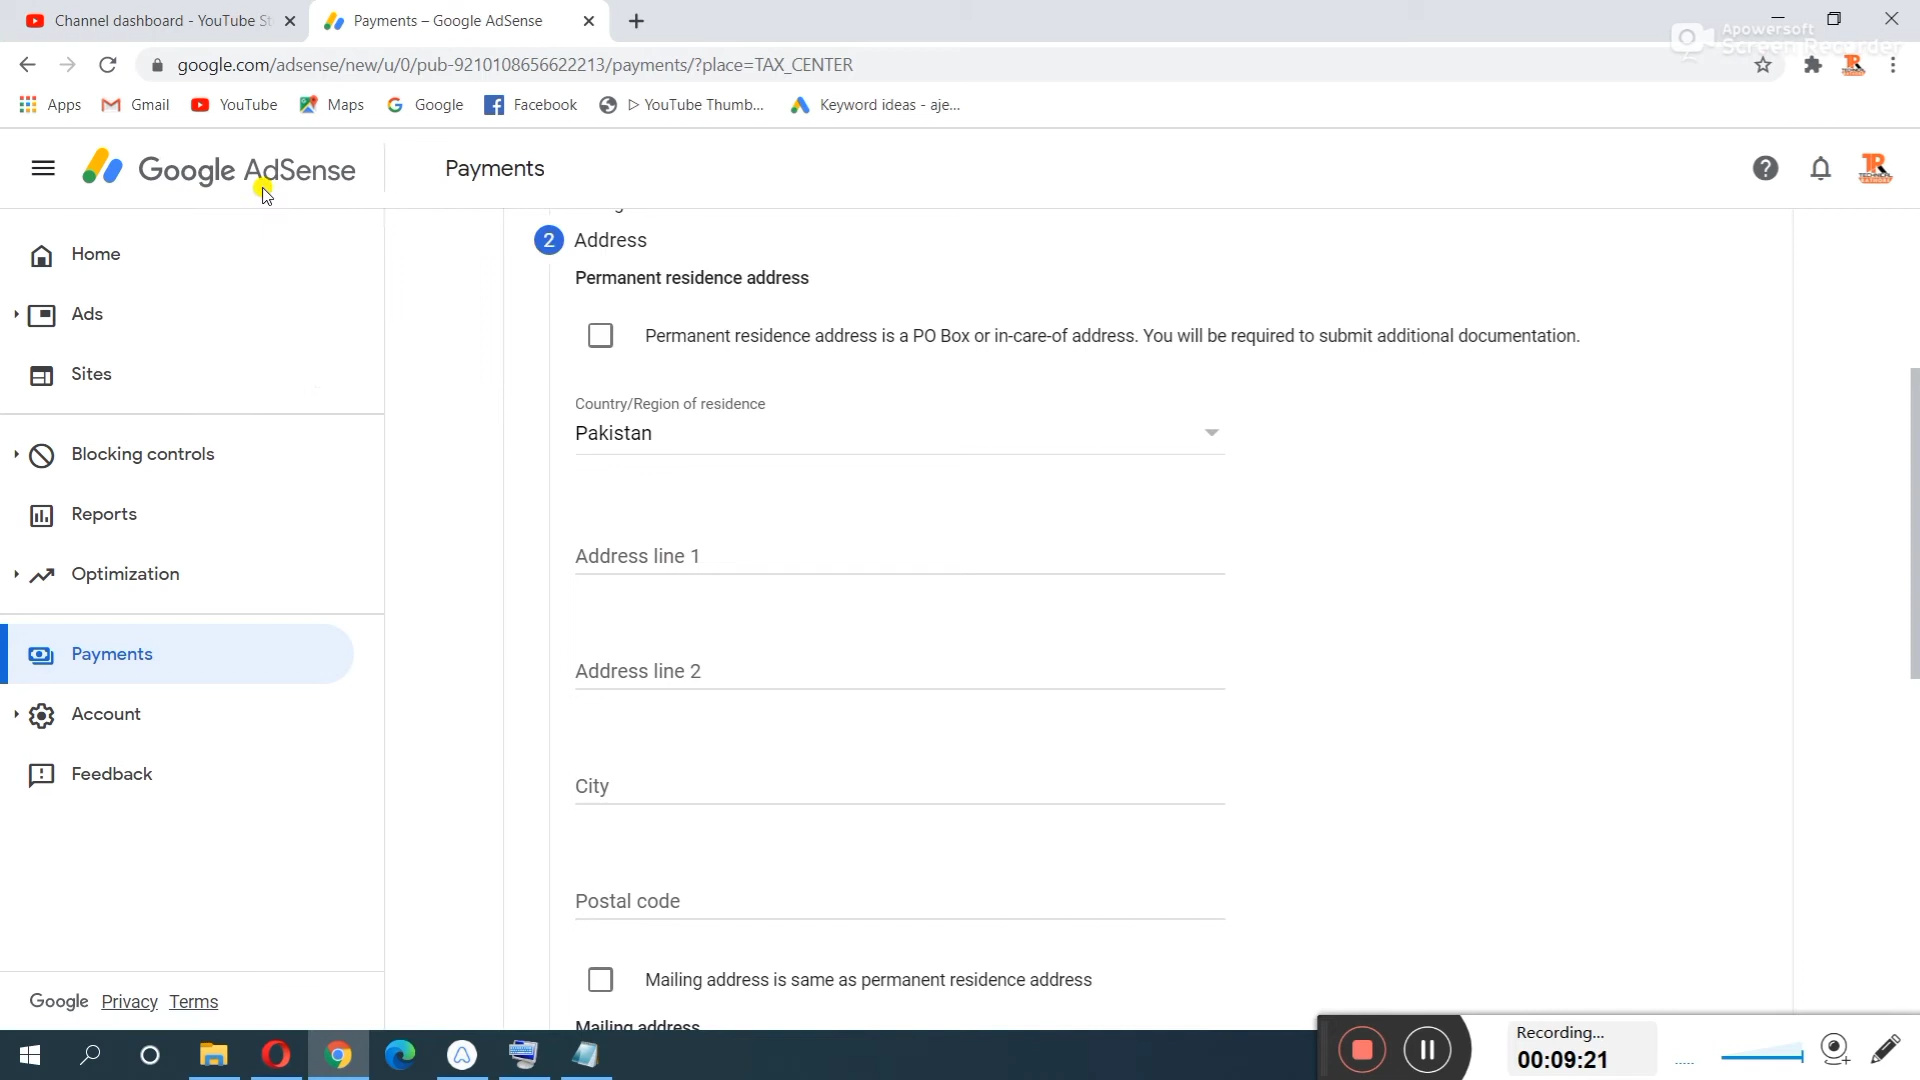 Channel dashboard - YouTube St
Payments – Google AdSense
google.com/adsense/new/u/0/pub-9210108656622213/payments/?place=TAX_CENTER
Apowersoft
Screen Recorder
Apps
Gmail
YouTube
Maps
Google
Facebook
▷ YouTube Thumb...
Keyword ideas - aje...
Google AdSense
Payments
TR
TECHNICAL
Home
Ads
Sites
Blocking controls
Reports
Optimization
Payments
Account
Feedback
Google Privacy Terms
2 Address
Permanent residence address
Permanent residence address is a PO Box or in-care-of address. You will be required to submit additional documentation.
Country/Region of residence
Pakistan
Address line 1
Address line 2
City
Postal code
Mailing address is same as permanent residence address
Mailing address
Recording...
00:09:21